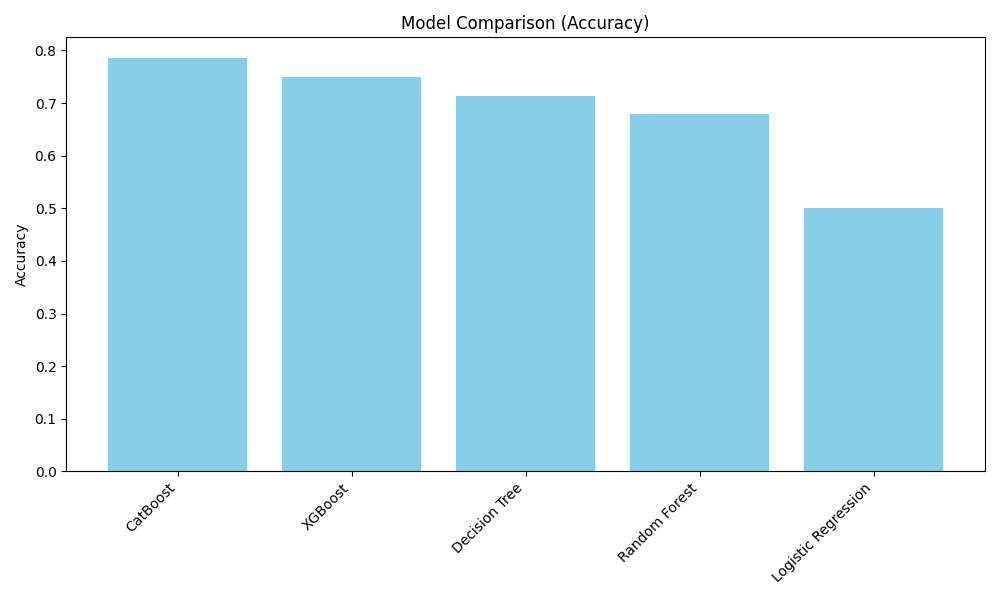 Model Comparison (Accuracy)
Accuracy
0.8
0.7
0.6
0.5
0.4
0.3
0.2
0.1
0.0
CatBoost
XGBoost
Decision Tree
Random Forest
Logistic Regression